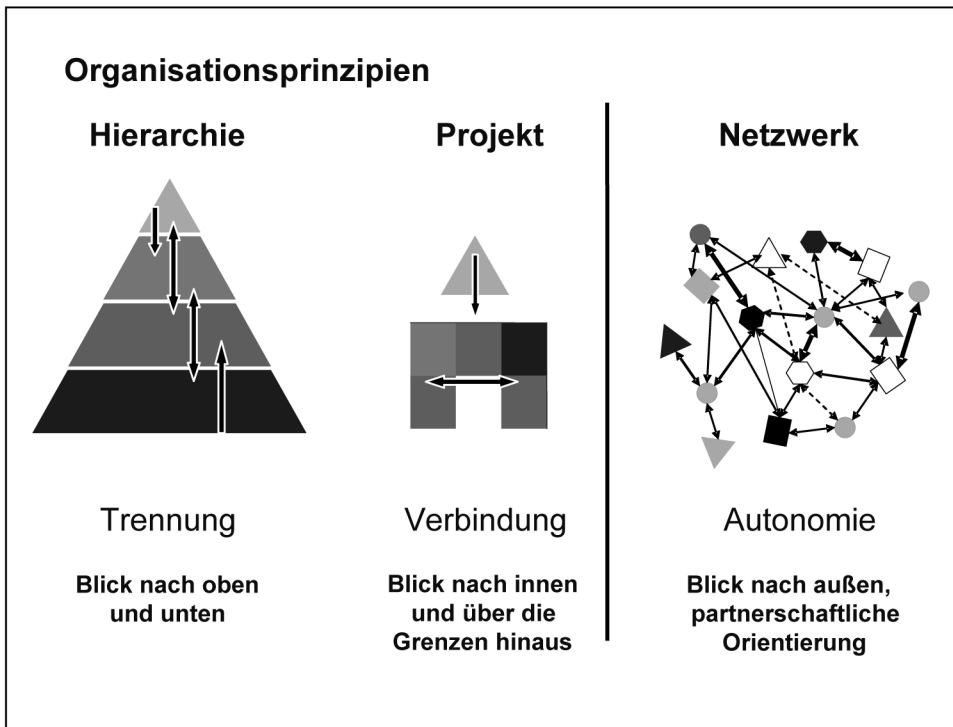 Organisationsprinzipien
Hierarchie
Projekt
Netzwerk
Trennung
Verbindung
Autonomie
Blick nach oben
und unten
Blick nach innen
und über die
Grenzen hinaus
Blick nach außen,
partnerschaftliche
Orientierung